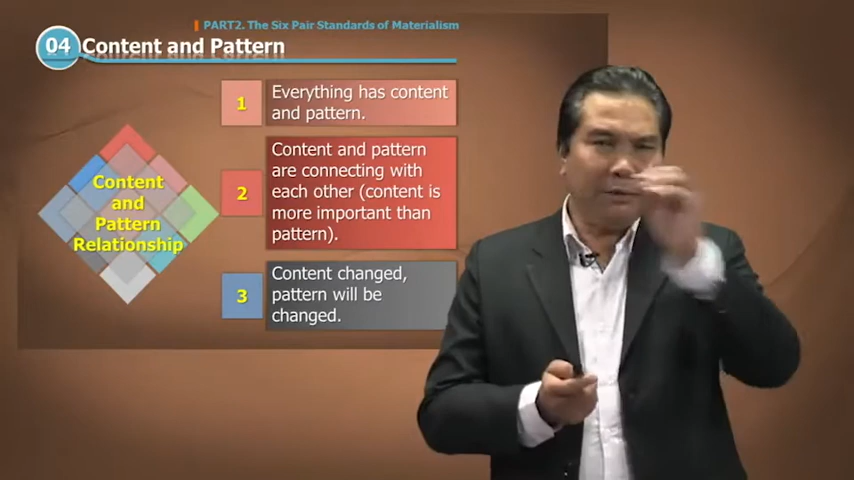 PART2. The Six Pair Standards of Materialism
04 Content and Pattern
1
Everything has content
and pattern.
Content
and
Pattern
Relationship
2
Content and pattern
are connecting with
each other (content is
more important than
pattern).
3
Content changed,
pattern will be
changed.